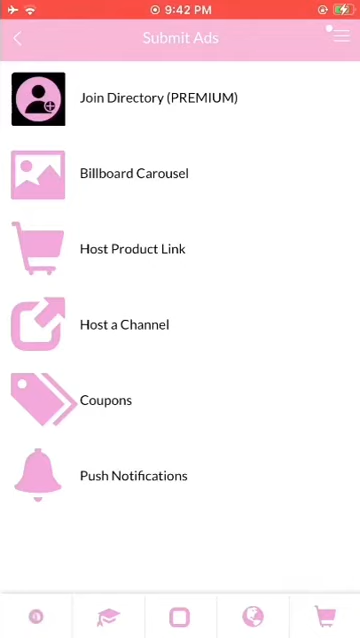 9:42 PM
Submit Ads
Join Directory (PREMIUM)
Billboard Carousel
Host Product Link
Host a Channel
Coupons
Push Notifications